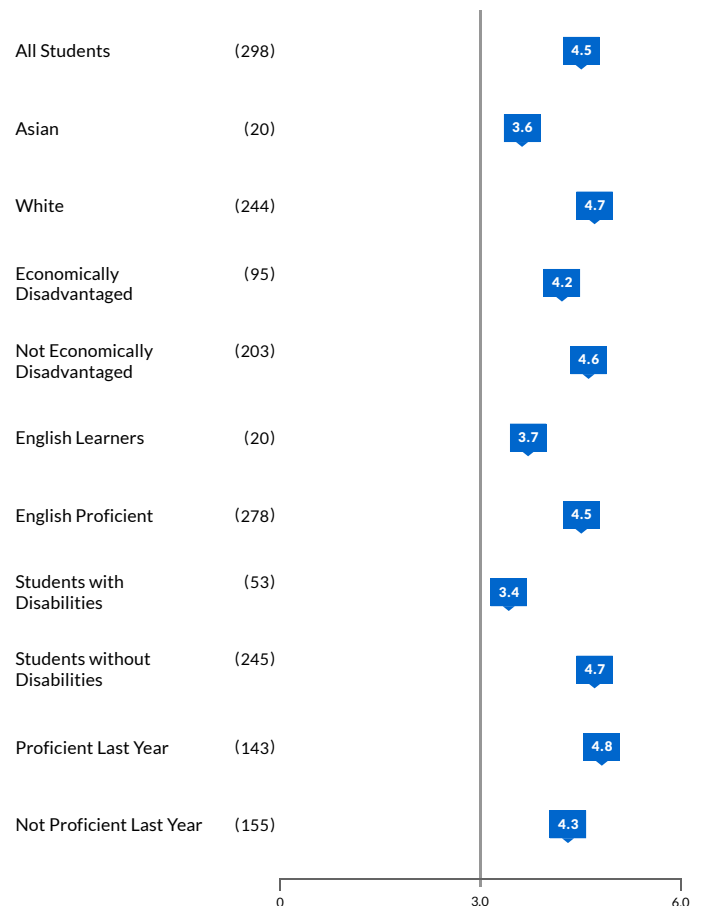 All Students (298) 4.5
Asian (20) 3.6
White (244) 4.7
Economically (95)
Disadvantaged 4.2
Not Economically (203)
Disadvantaged 4.6
English Learners (20) 3.7
English Proficient (278) 4.5
Students with (53)
Disabilities 3.4
Students without (245)
Disabilities 4.7
Proficient Last Year (143) 4.8
Not Proficient Last Year (155) 4.3
0 3.0 6.0